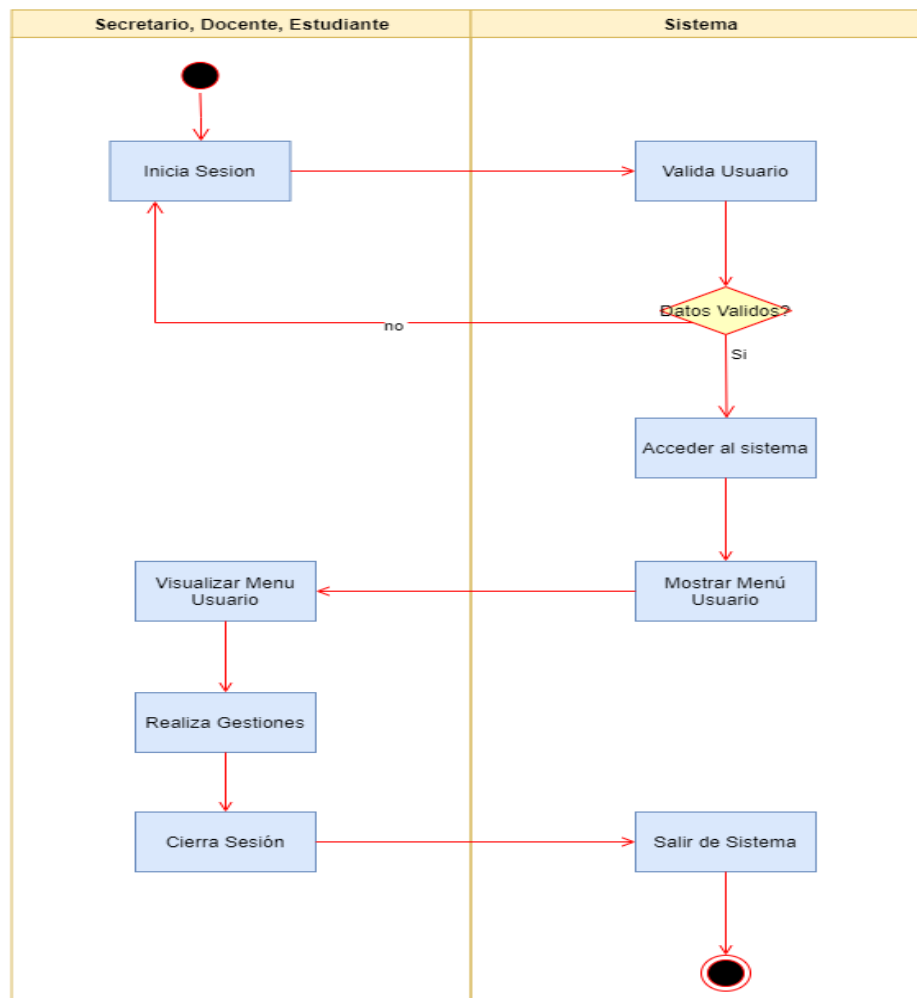 Secretario, Docente, Estudiante
Sistema
Inicia Sesion
Valida Usuario
Datos Validos?
no
Si
Acceder al sistema
Visualizar Menu
Usuario
Mostrar Menú
Usuario
Realiza Gestiones
Cierra Sesión
Salir de Sistema